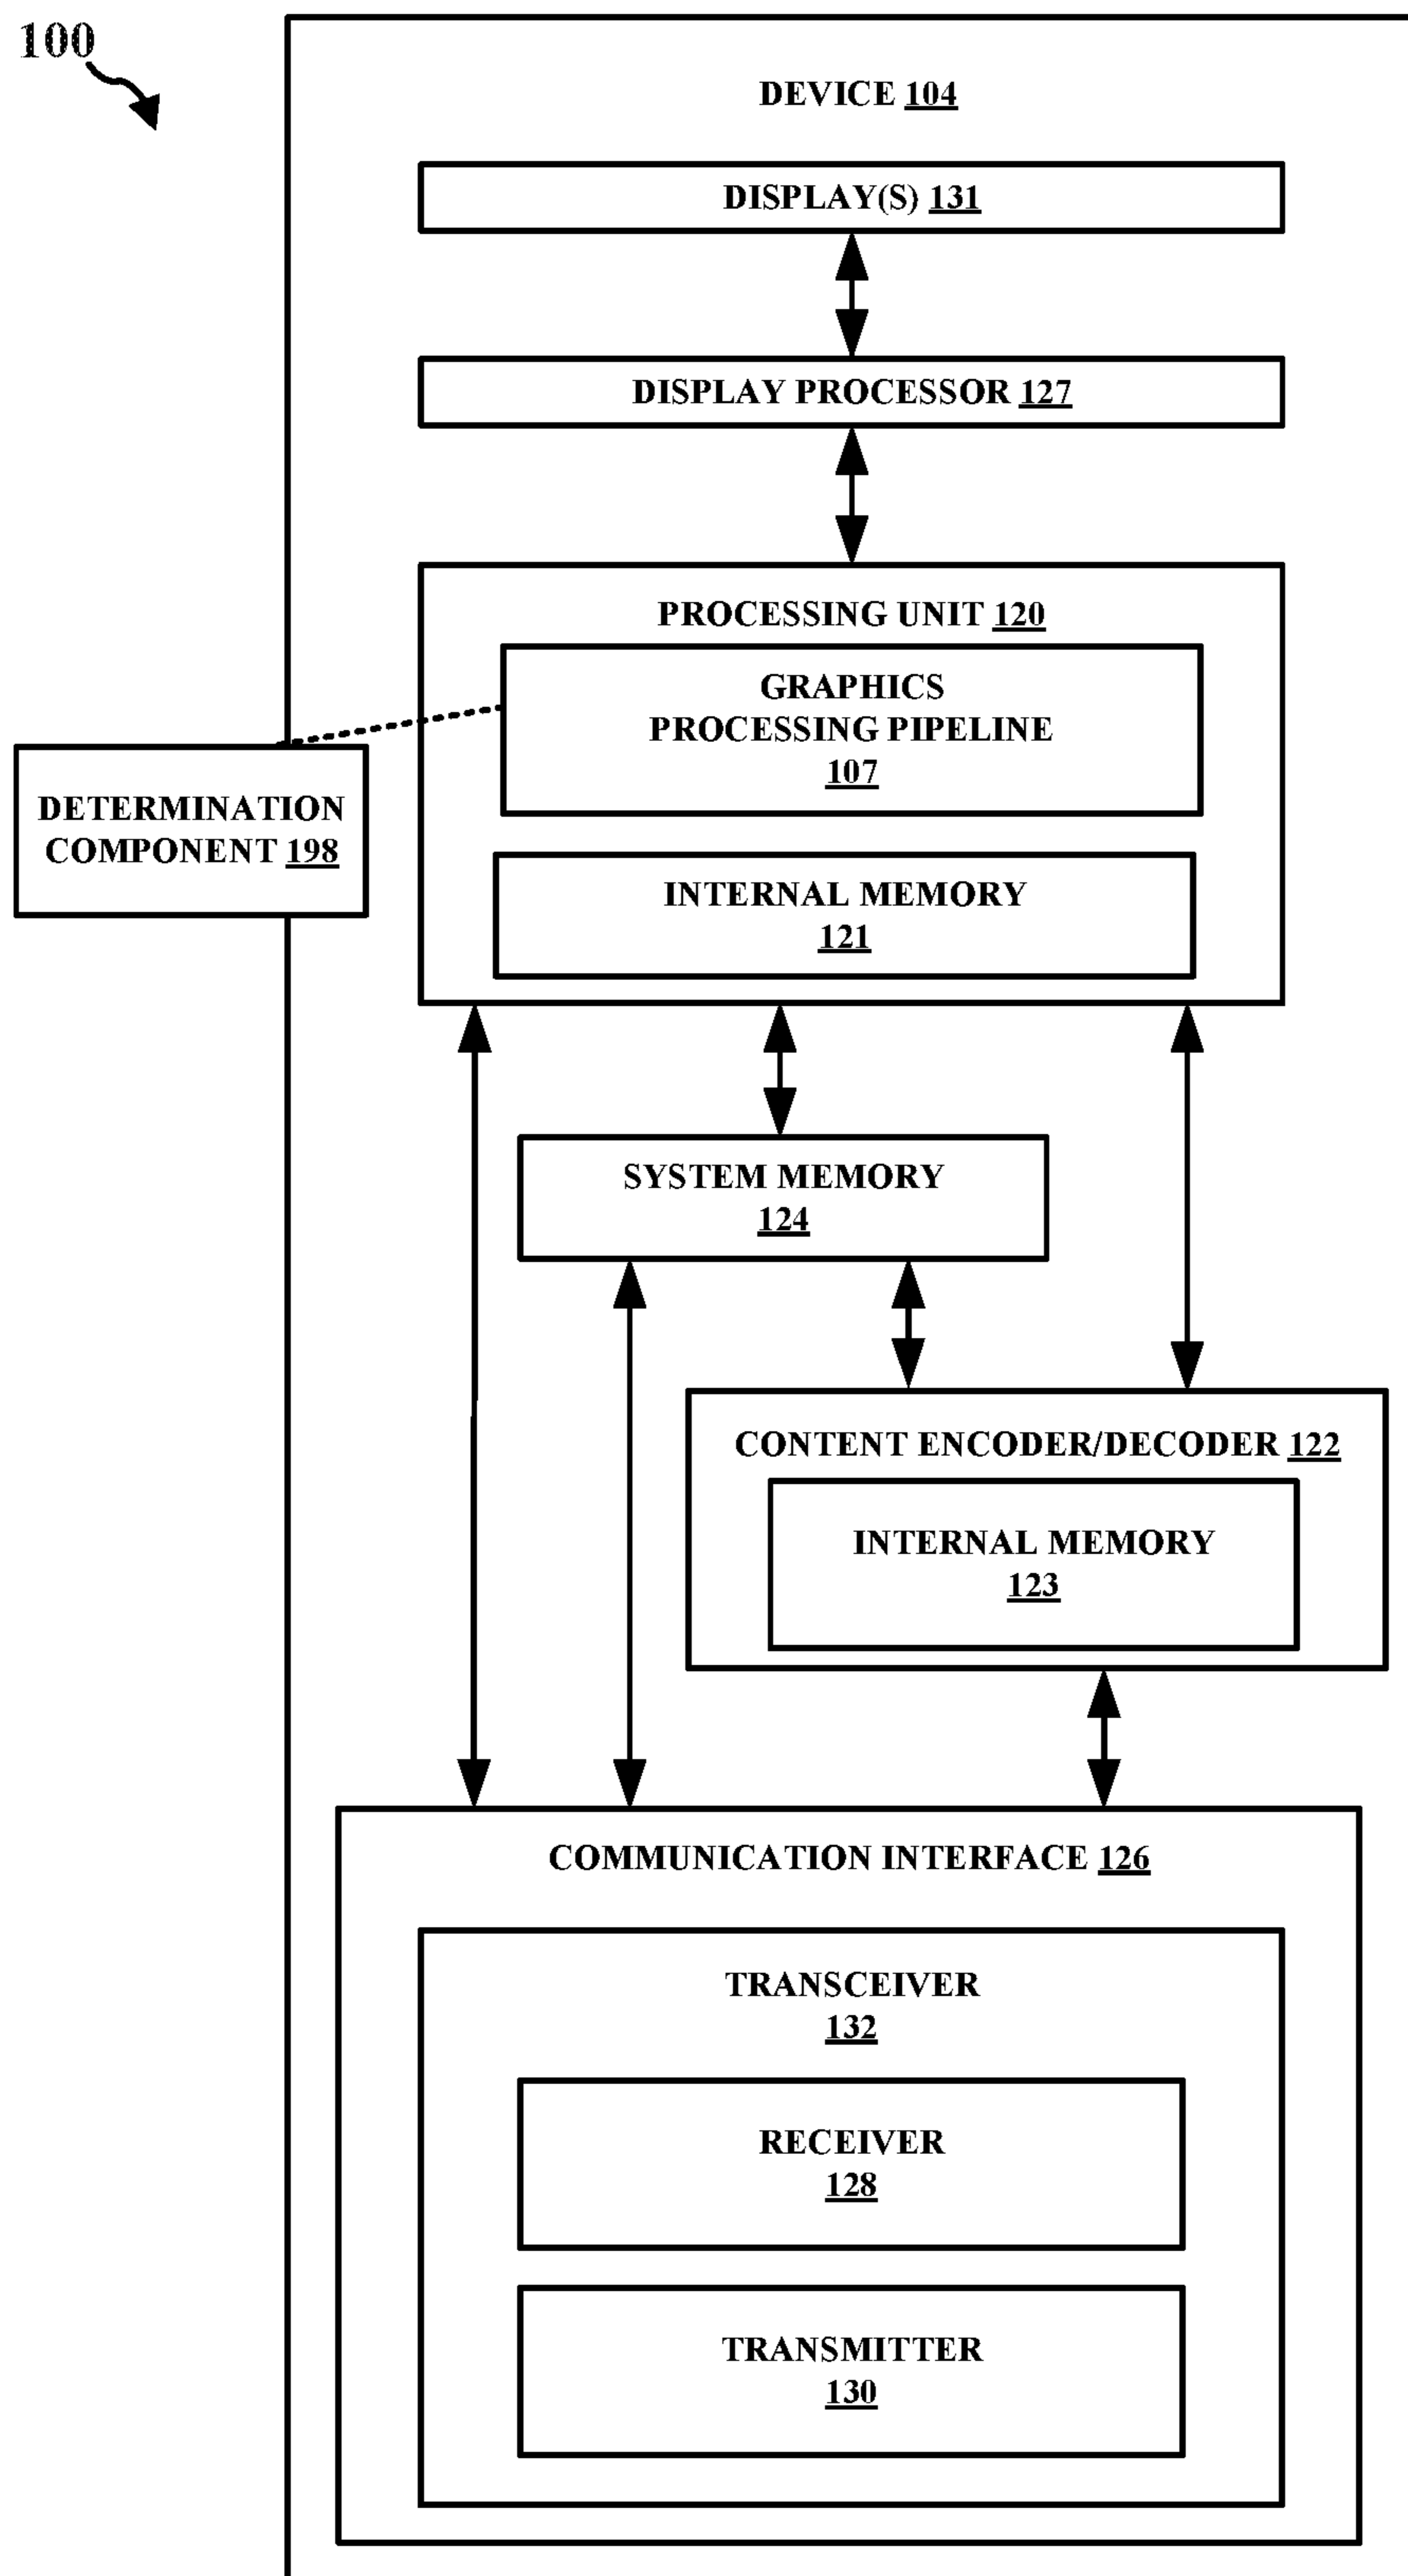 100
DEVICE 104
DISPLAY(S) 131
DISPLAY PROCESSOR 127
PROCESSING UNIT 120
GRAPHICS
PROCESSING PIPELINE
107
DETERMINATION
COMPONENT 198
INTERNAL MEMORY
121
SYSTEM MEMORY
124
CONTENT ENCODER/DECODER 122
INTERNAL MEMORY
123
COMMUNICATION INTERFACE 126
TRANSCEIVER
132
RECEIVER
128
TRANSMITTER
130